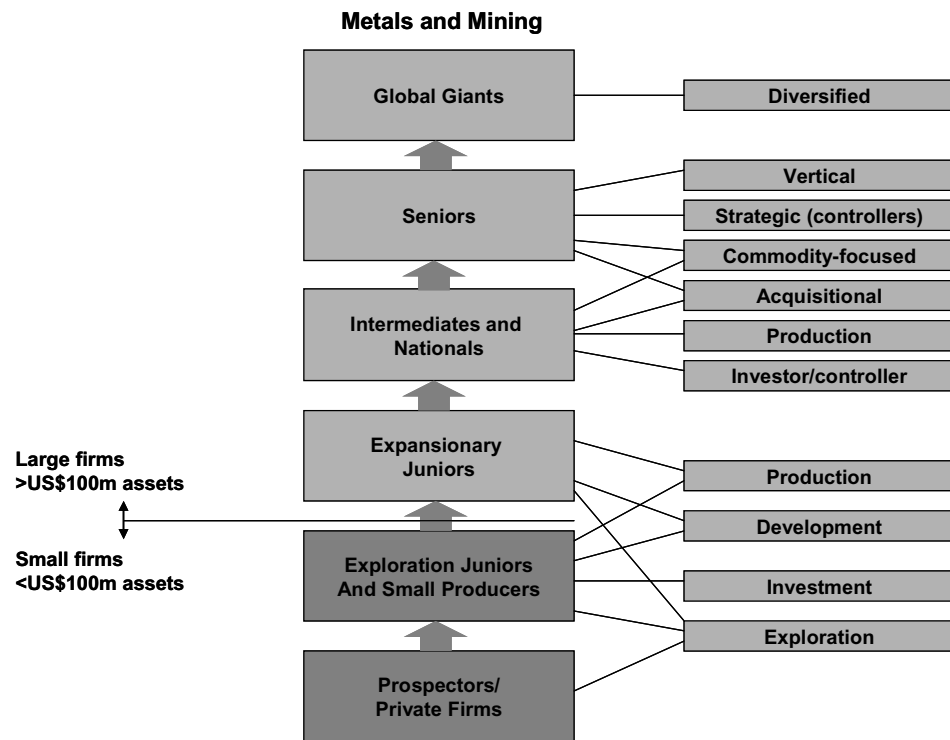 Metals and Mining
Global Giants
Diversified
Seniors
Vertical
Strategic (controllers)
Commodity-focused
Acquisitional
Intermediates and
Nationals
Production
Investor/controller
Expansionary
Juniors
Large firms
>US$100m assets
Small firms
<US$100m assets
Production
Development
Exploration Juniors
And Small Producers
Investment
Exploration
Prospectors/
Private Firms